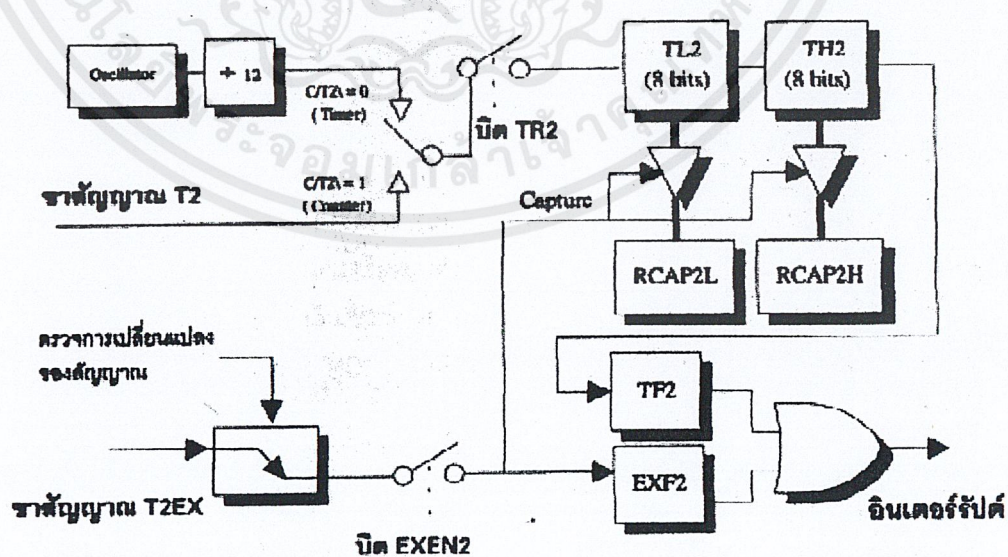 Oscillator
÷ 12
C/T2\ = 0
( Timer)
บิต TR2
TL2
(8 bits)
TH2
(8 bits)
ขาสัญญาณ T2
C/T2\ = 1
( Counter)
Capture
RCAP2L
RCAP2H
ตรวจการเปลี่ยนแปลง
ของสัญญาณ
TF2
ขาสัญญาณ T2EX
EXF2
อินเตอร์รัปต์
บิต EXEN2